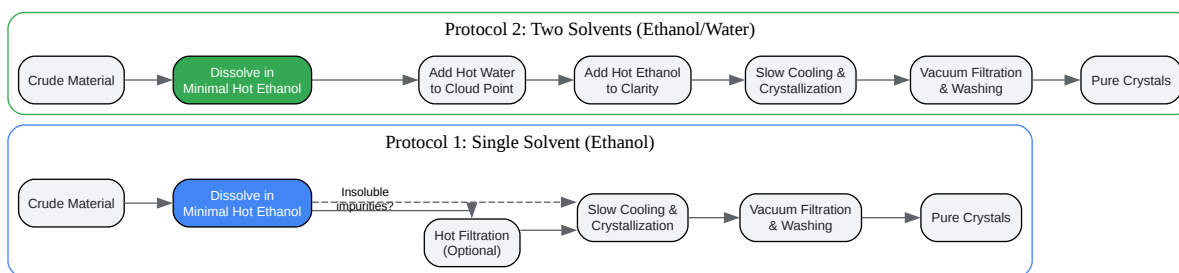 Protocol 2: Two Solvents (Ethanol/Water)
Crude Material
Dissolve in
Minimal Hot Ethanol
Add Hot Water
to Cloud Point
Add Hot Ethanol
to Clarity
Slow Cooling &
Crystallization
Vacuum Filtration
& Washing
Pure Crystals
Protocol 1: Single Solvent (Ethanol)
Crude Material
Dissolve in
Minimal Hot Ethanol
Insoluble
impurities?
Hot Filtration
(Optional)
Slow Cooling &
Crystallization
Vacuum Filtration
& Washing
Pure Crystals